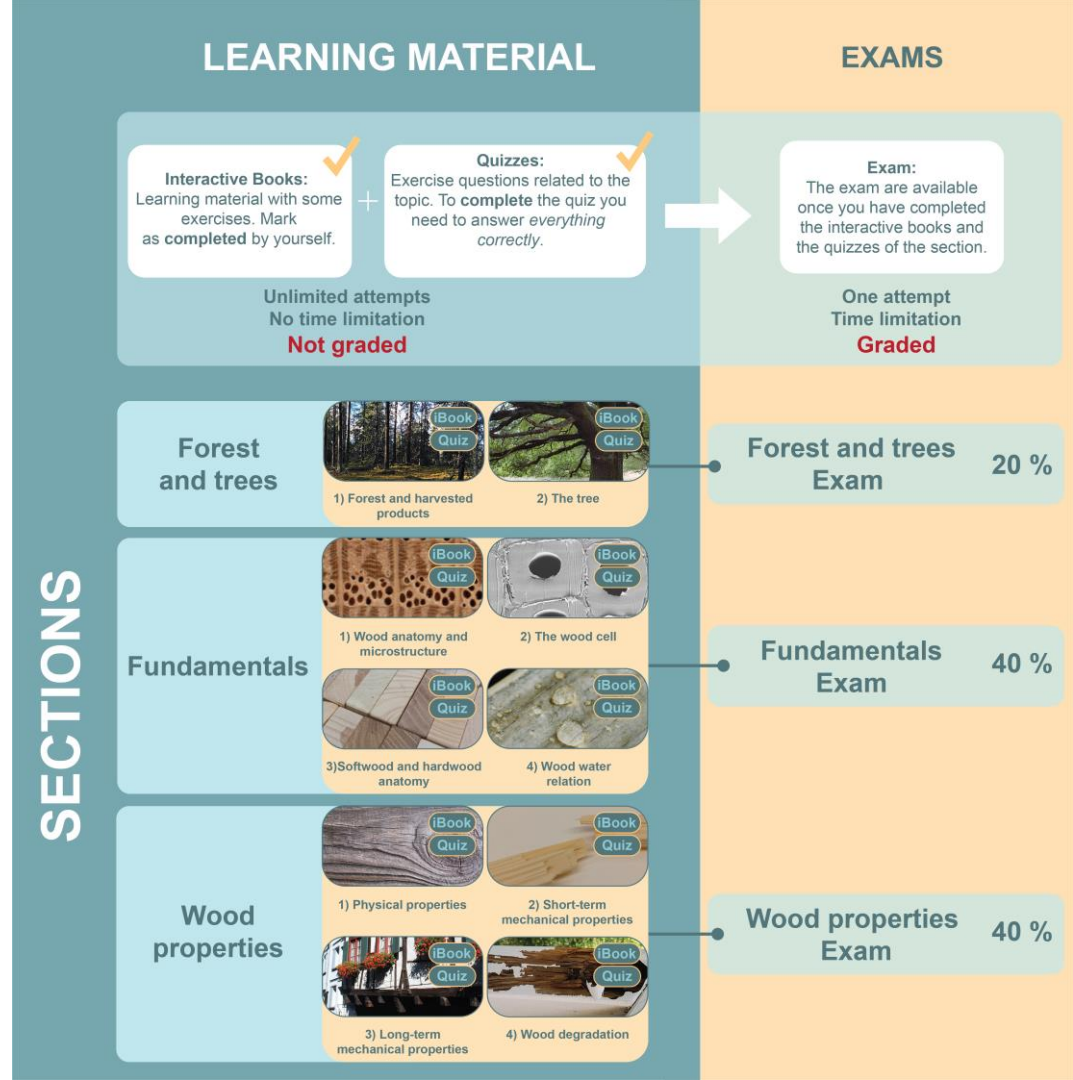 LEARNING MATERIAL
EXAMS
Interactive Books:
Learning material with some
exercises. Mark
as completed by yourself.
+
Quizzes:
Exercise questions related to the
topic. To complete the quiz you
need to answer everything
correctly.
Exam:
The exam are available
once you have completed
the interactive books and
the quizzes of the section.
Unlimited attempts
No time limitation
Not graded
One attempt
Time limitation
Graded
SECTIONS
Forest
and trees
iBook
Quiz
1) Forest and harvested
products
iBook
Quiz
2) The tree
Forest and trees
Exam
20 %
Fundamentals
iBook
Quiz
1) Wood anatomy and
microstructure
iBook
Quiz
2) The wood cell
iBook
Quiz
3)Softwood and hardwood
anatomy
iBook
Quiz
4) Wood water
relation
Fundamentals
Exam
40 %
Wood
properties
iBook
Quiz
1) Physical properties
iBook
Quiz
2) Short-term
mechanical properties
iBook
Quiz
3) Long-term
mechanical properties
iBook
Quiz
4) Wood degradation
Wood properties
Exam
40 %